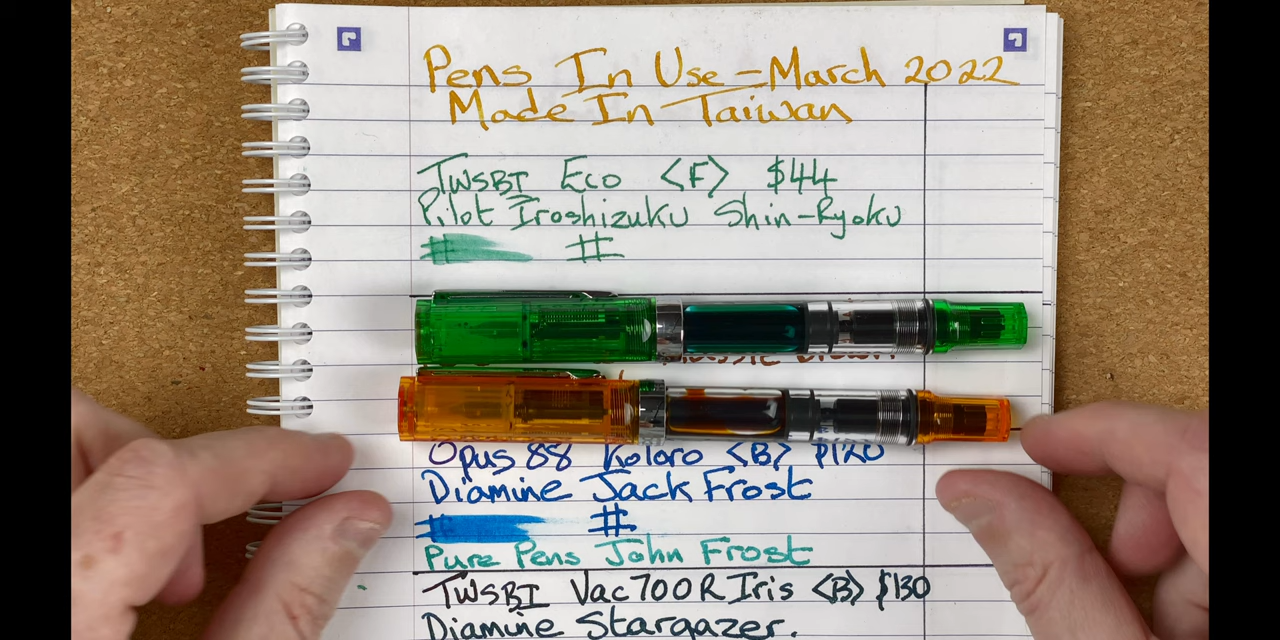 Pens In Use - March 2022
Made In Taiwan
TWSBI Eco <F> $44
Pilot Iroshizuku Shin-Ryoku
# #
Brown
Opus 88 Koloro <B> $120
Diamine Jack Frost
# #
Pure Pens John Frost
TWSBI Vac700R Iris <B> $130
Diamine Stargazer.